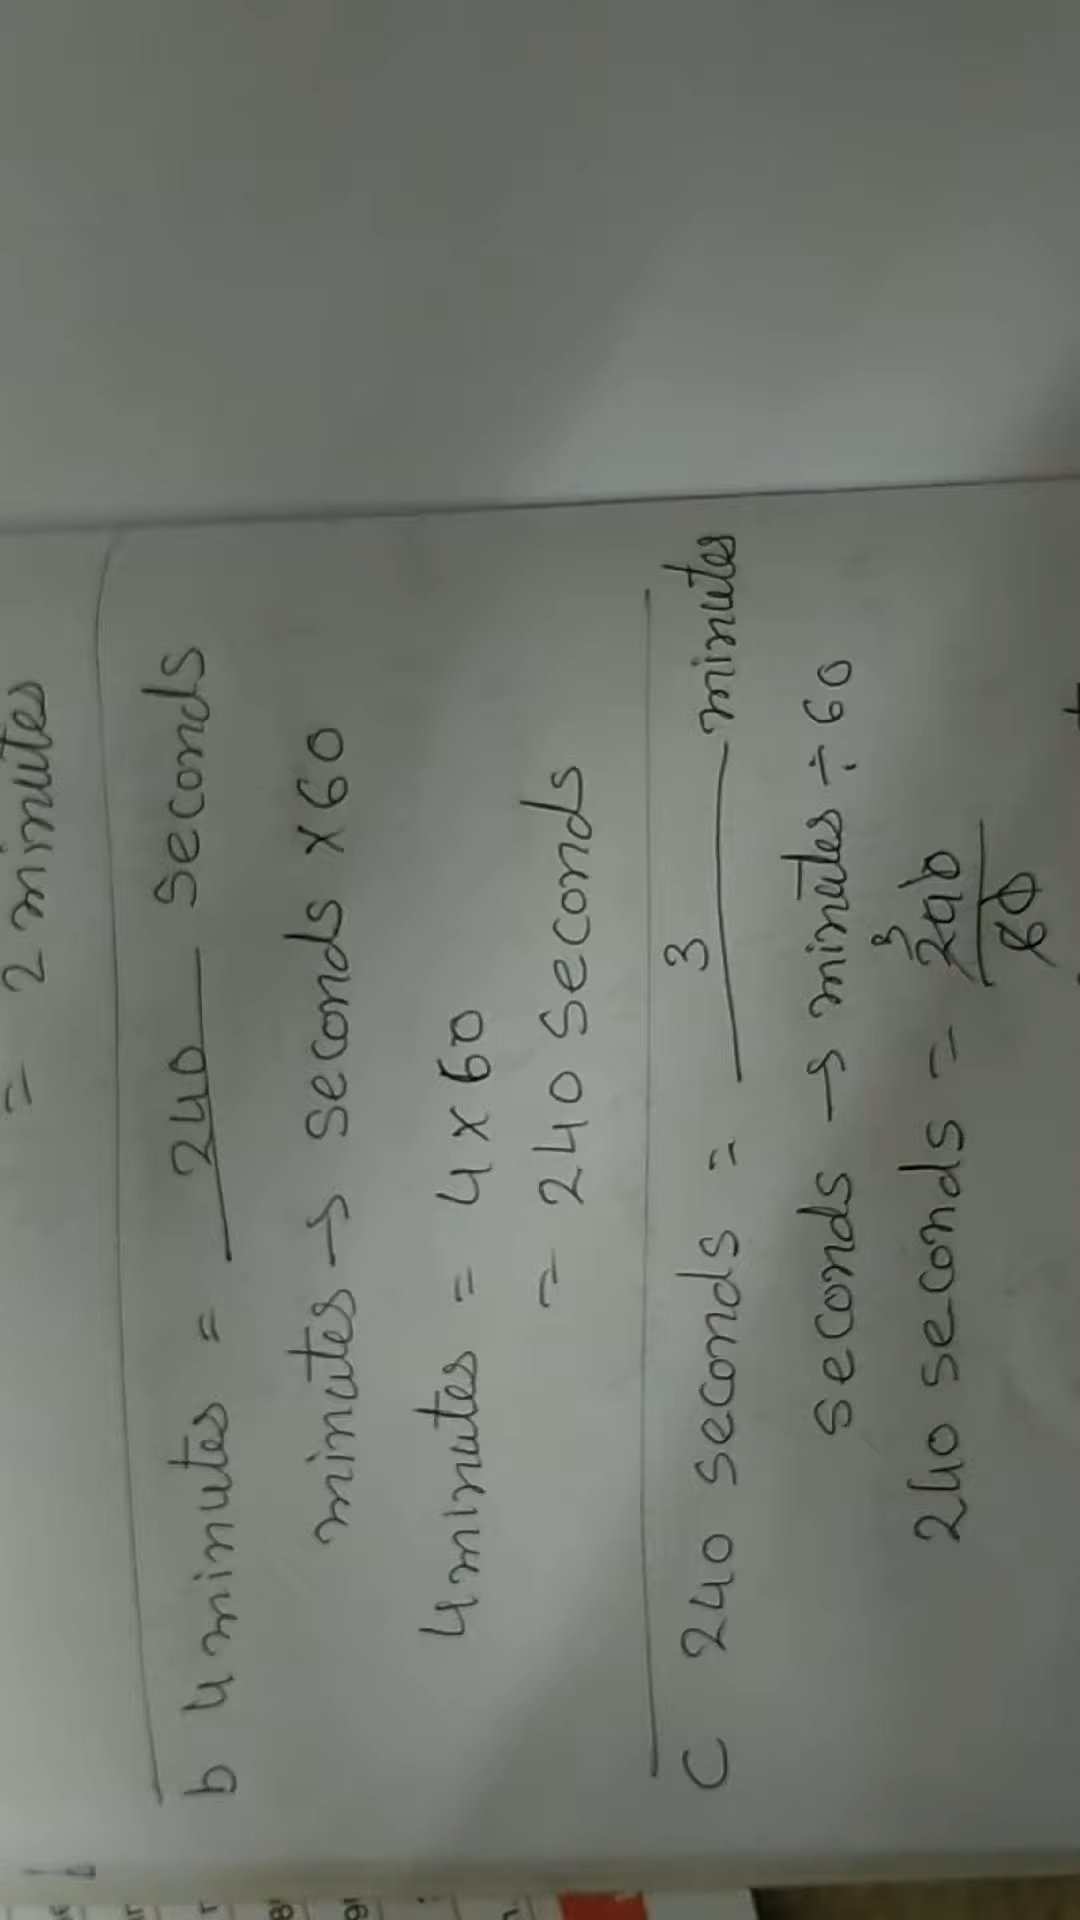 = 2 minutes
b 4 minutes = 240 seconds
minutes → seconds × 60
4 minutes = 4 × 60
= 240 seconds
C 240 seconds = 3 minutes
seconds → minutes ÷ 60
3
240 seconds = 240
60